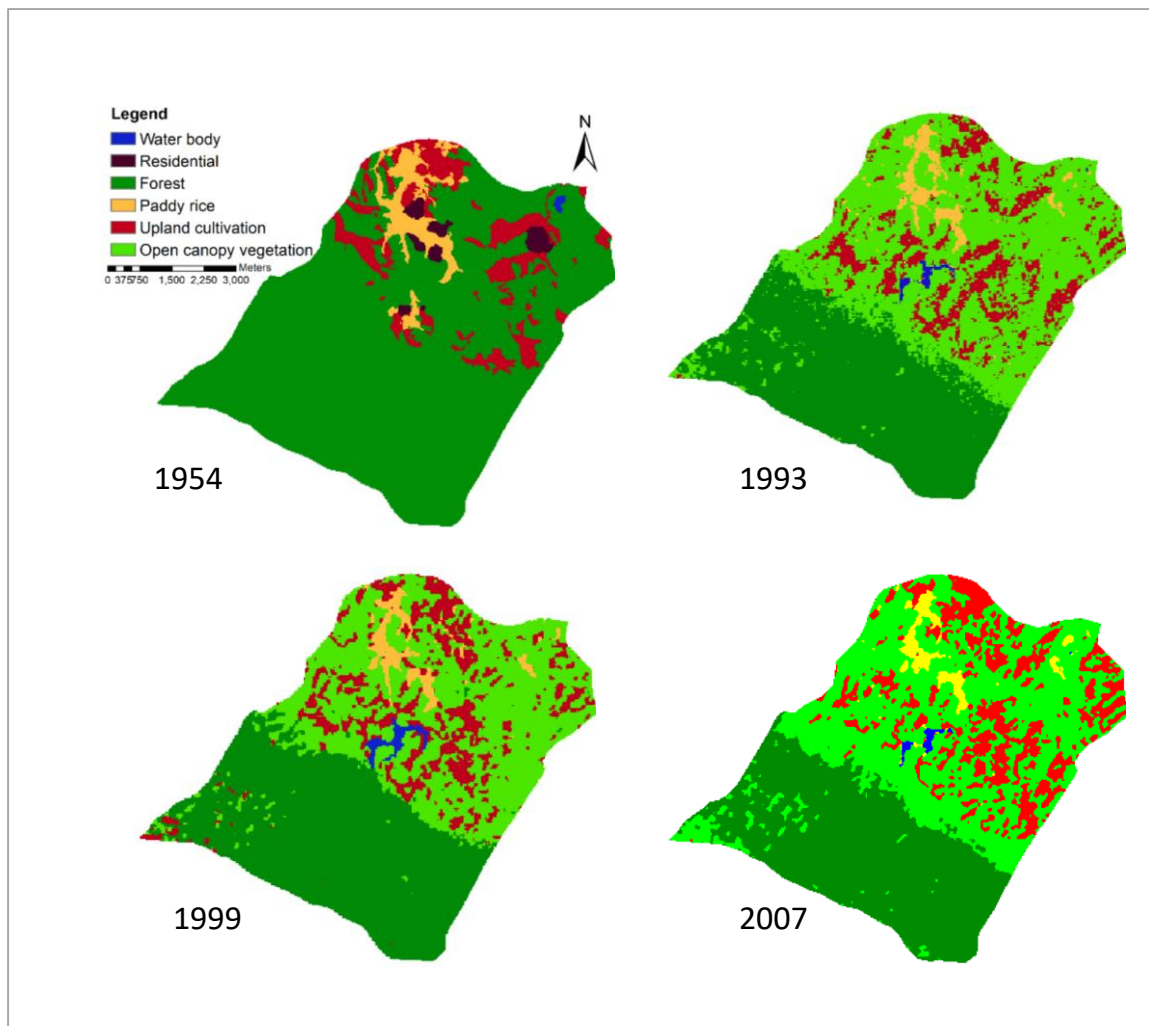 Legend
Water body
Residential
Forest
Paddy rice
Upland cultivation
Open canopy vegetation
Meters
0 375750 1,500 2,250 3,000
N
1954
1993
1999
2007